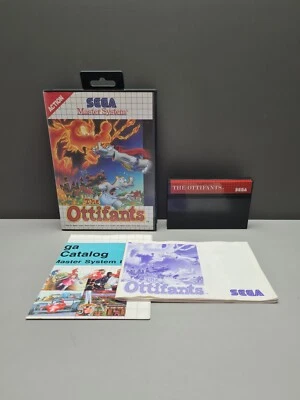 ACTION
SEGA
Master System
The
Ottifants
THE OTTIFANTS
SEGA
ga
Catalog
Master System I
Ottifants
SEGA